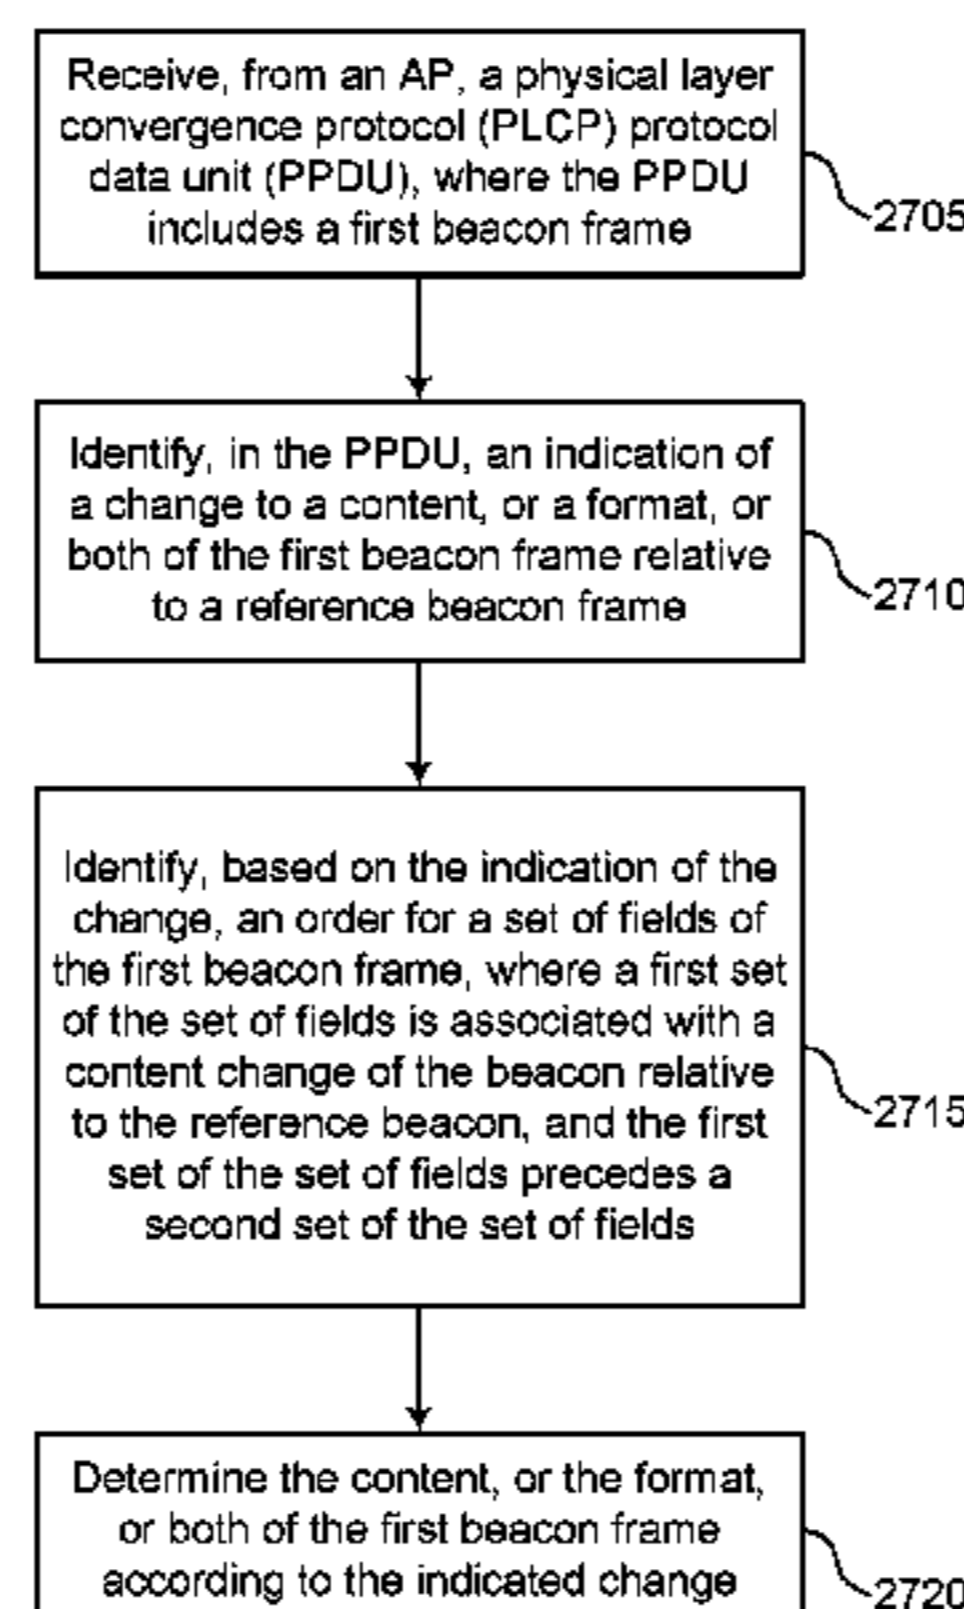 Receive, from an AP, a physical layer
convergence protocol (PLCP) protocol
data unit (PPDU), where the PPDU
includes a first beacon frame
2705
Identify, in the PPDU, an indication of
a change to a content, or a format, or
both of the first beacon frame relative
to a reference beacon frame
2710
Identify, based on the indication of the
change, an order for a set of fields of
the first beacon frame, where a first set
of the set of fields is associated with a
content change of the beacon relative
to the reference beacon, and the first
set of the set of fields precedes a
second set of the set of fields
2715
Determine the content, or the format,
or both of the first beacon frame
according to the indicated change
2720